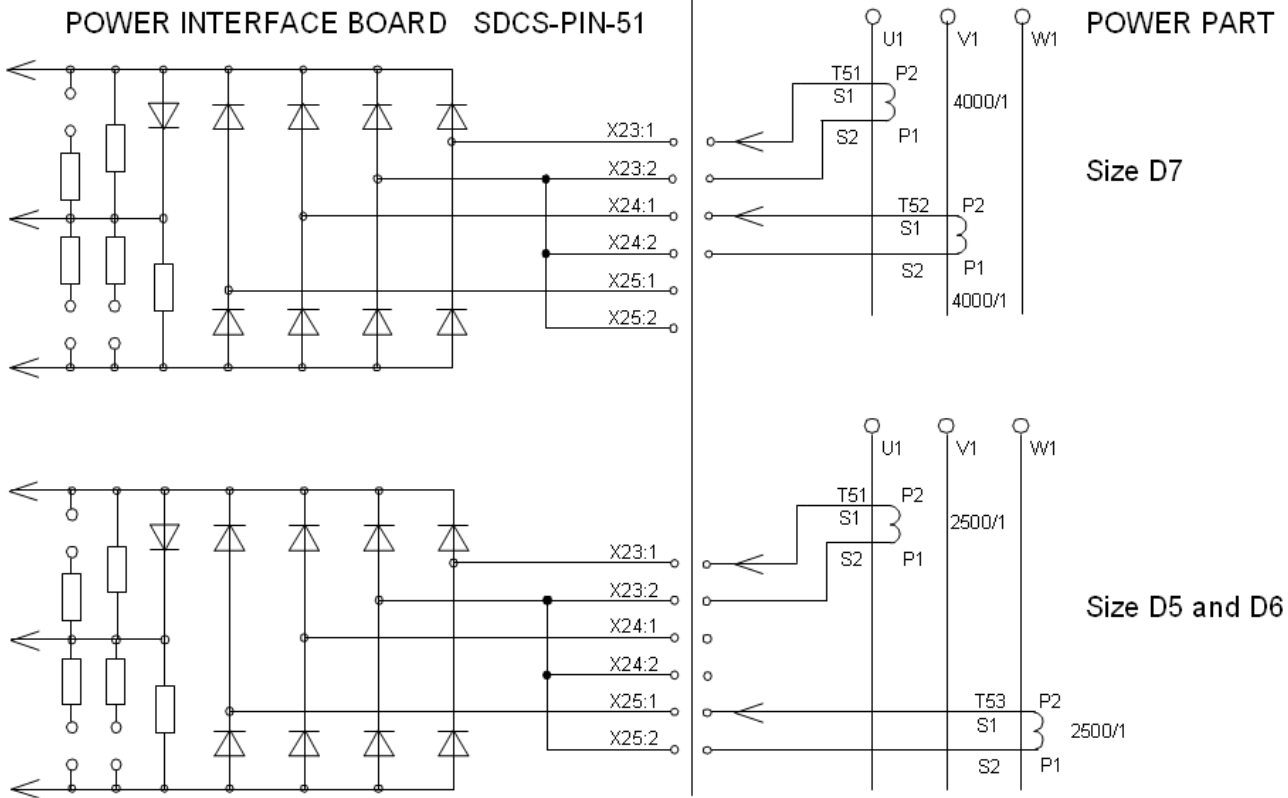 POWER INTERFACE BOARD SDCS-PIN-51
POWER PART
U1
V1
W1
T51
P2
S1
4000/1
S2
P1
X23:1
X23:2
Size D7
X24:1
T52
P2
S1
X24:2
S2
P1
X25:1
4000/1
X25:2
U1
V1
W1
T51
P2
S1
2500/1
S2
P1
X23:1
X23:2
Size D5 and D6
X24:1
X24:2
X25:1
T53
P2
S1
2500/1
X25:2
S2
P1